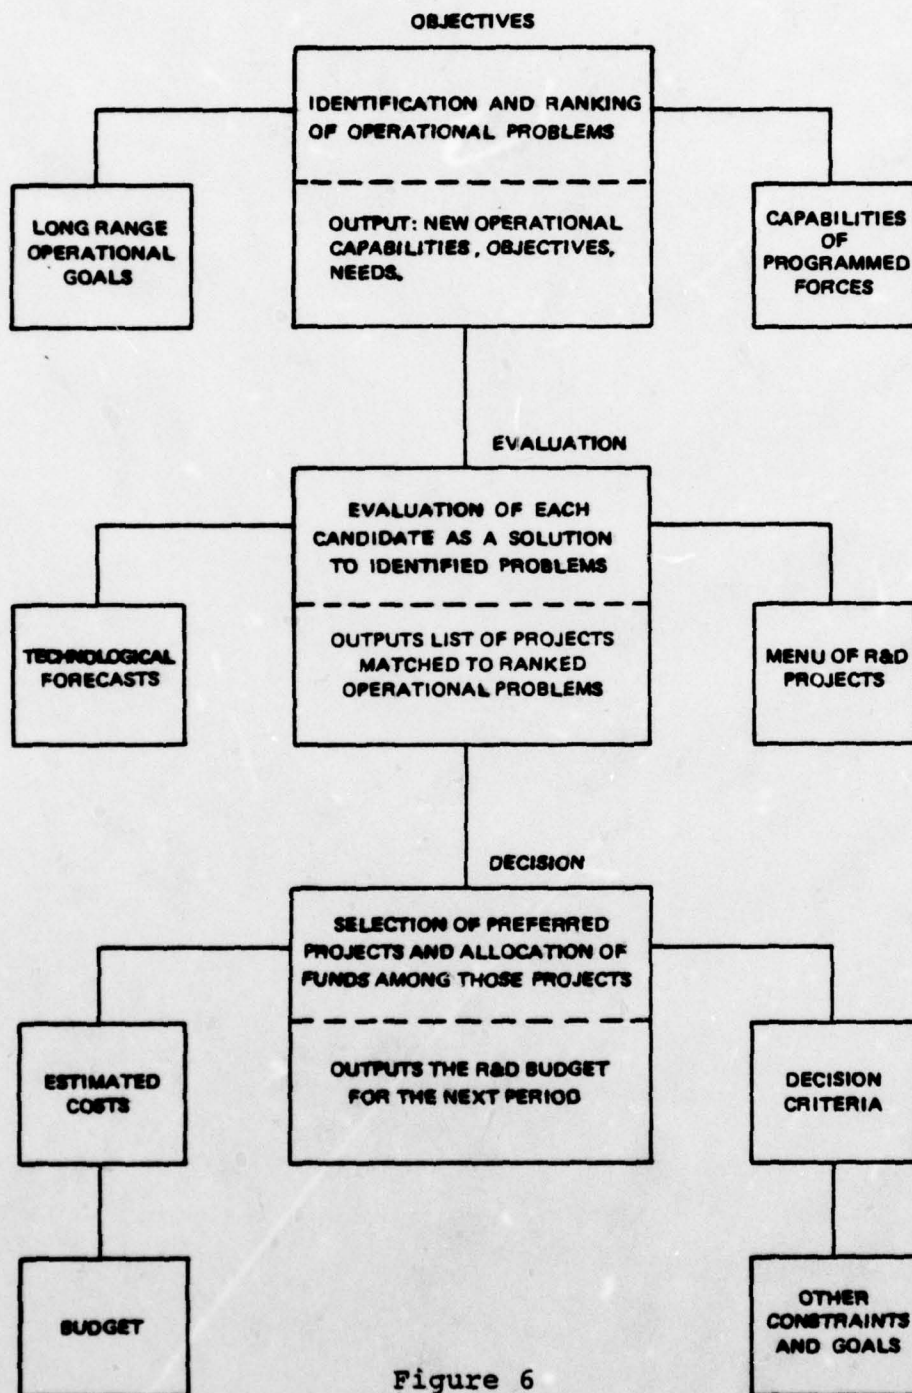 OBJECTIVES
IDENTIFICATION AND RANKING
OF OPERATIONAL PROBLEMS
OUTPUT: NEW OPERATIONAL
CAPABILITIES, OBJECTIVES,
NEEDS.
LONG RANGE
OPERATIONAL
GOALS
CAPABILITIES
OF
PROGRAMMED
FORCES
EVALUATION
EVALUATION OF EACH
CANDIDATE AS A SOLUTION
TO IDENTIFIED PROBLEMS
OUTPUTS LIST OF PROJECTS
MATCHED TO RANKED
OPERATIONAL PROBLEMS
TECHNOLOGICAL
FORECASTS
MENU OF R&D
PROJECTS
DECISION
SELECTION OF PREFERRED
PROJECTS AND ALLOCATION OF
FUNDS AMONG THOSE PROJECTS
OUTPUTS THE R&D BUDGET
FOR THE NEXT PERIOD
ESTIMATED
COSTS
DECISION
CRITERIA
BUDGET
OTHER
CONSTRAINTS
AND GOALS
Figure 6